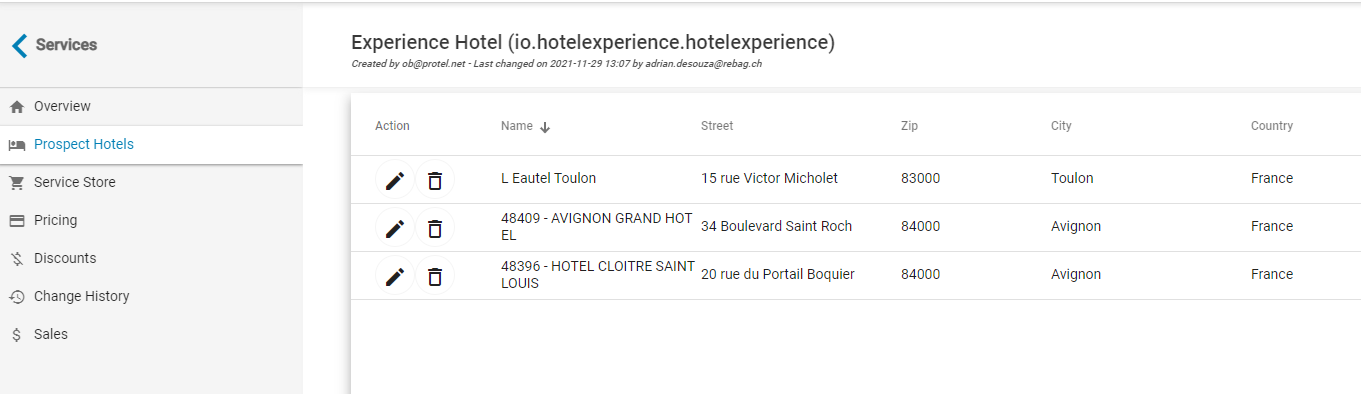 Services
Overview
Prospect Hotels
Service Store
Pricing
Discounts
Change History
Sales
Experience Hotel (io.hotelexperience.hotelexperience)
Created by ob@protel.net - Last changed on 2021-11-29 13:07 by adrian.desouza@rebag.ch
Action Name Street Zip City Country
L Eautel Toulon 15 rue Victor Micholet 83000 Toulon France
48409 - AVIGNON GRAND HOT
EL
34 Boulevard Saint Roch 84000 Avignon France
48396 - HOTEL CLOITRE SAINT
LOUIS
20 rue du Portail Boquier 84000 Avignon France